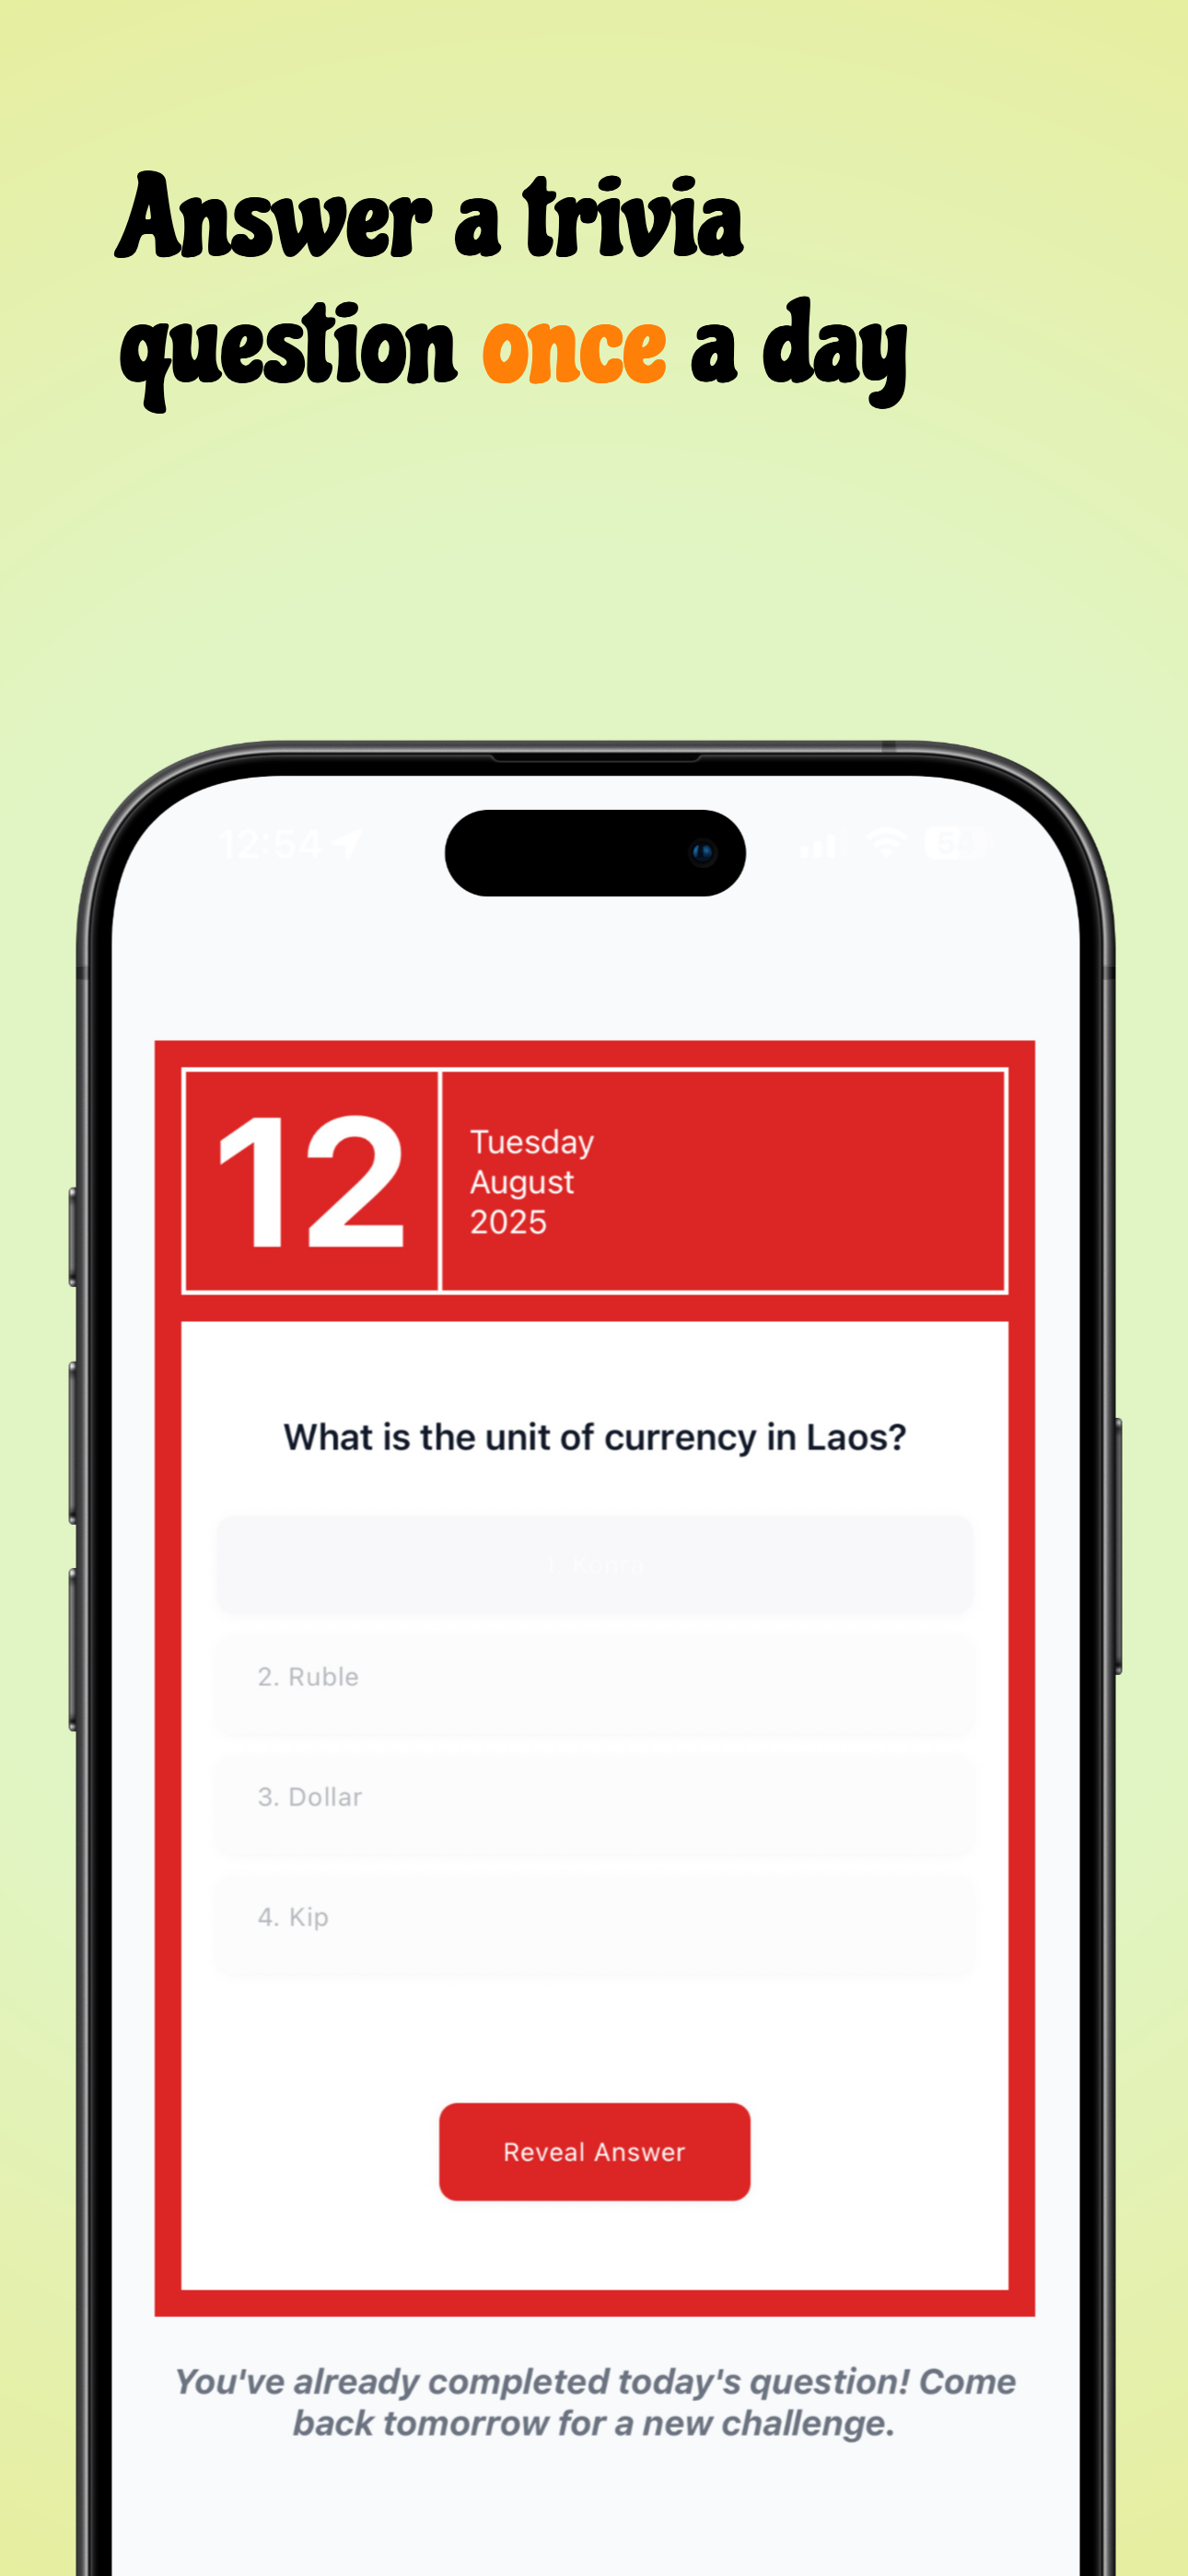 Answer a trivia
question once a day
12:54
12
Tuesday
August
2025
What is the unit of currency in Laos?
1.
2. Ruble
3. Dollar
4. Kip
Reveal Answer
You've already completed today's question! Come
back tomorrow for a new challenge.